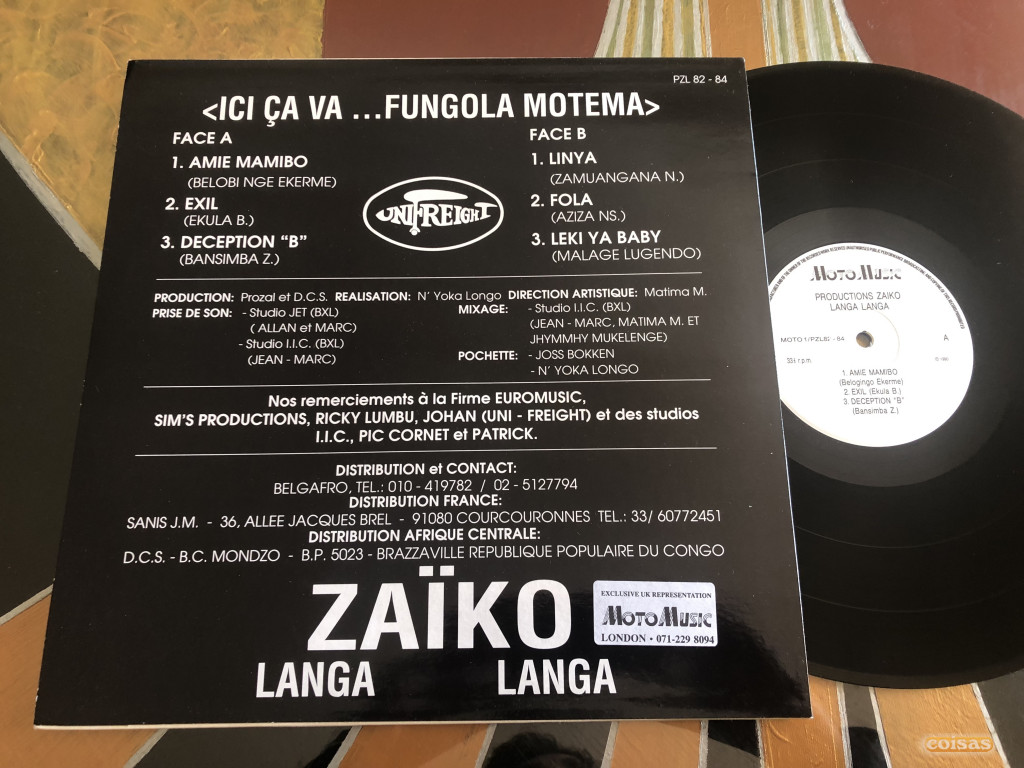 PZL 82 - 84
<ICI ÇA VA ...FUNGOLA MOTEMA>
FACE A
1. AMIE MAMIBO
(BELOBI NGE EKERME)
2. EXIL
(EKULA B.)
3. DECEPTION “B”
(BANSIMBA Z.)
UNIFREIGHT
FACE B
1. LINYA
(ZAMUANGANA N.)
2. FOLA
(AZIZA NS.)
3. LEKI YA BABY
(MALAGE LUGENDO)
PRODUCTION: Prozal et D.C.S. REALISATION: N' Yoka Longo DIRECTION ARTISTIQUE: Matima M.
PRISE DE SON: - Studio JET (BXL)
( ALLAN et MARC)
- Studio I.I.C. (BXL)
(JEAN - MARC)
MIXAGE: - Studio I.I.C. (BXL)
(JEAN - MARC, MATIMA M. ET
JHYMMHY MUKELENGE)
POCHETTE: - JOSS BOKKEN
- N' YOKA LONGO
Nos remerciements à la Firme EUROMUSIC,
SIM'S PRODUCTIONS, RICKY LUMBU, JOHAN (UNI - FREIGHT) et des studios
I.I.C., PIC CORNET et PATRICK.
DISTRIBUTION et CONTACT:
BELGAFRO, TEL.: 010 - 419782 / 02 - 5127794
DISTRIBUTION FRANCE:
SANIS J.M. - 36, ALLEE JACQUES BREL - 91080 COURCOURONNES TEL.: 33/ 60772451
DISTRIBUTION AFRIQUE CENTRALE:
D.C.S. - B.C. MONDZO - B.P. 5023 - BRAZZAVILLE REPUBLIQUE POPULAIRE DU CONGO
ZAÏKO
LANGA LANGA
EXCLUSIVE UK REPRESENTATION
MOTOMUSIC
LONDON • 071-229 8094
MOTOMUSIC
PRODUCTIONS ZAIKO
LANGA LANGA
MOTO 1/PZL82 - 84
A
33⅓ r.p.m
1. AMIE MAMIBO
(Belogingo Ekerme)
2. EXIL (Ekula B.)
3. DECEPTION "B"
(Bansimba Z.)
coisas